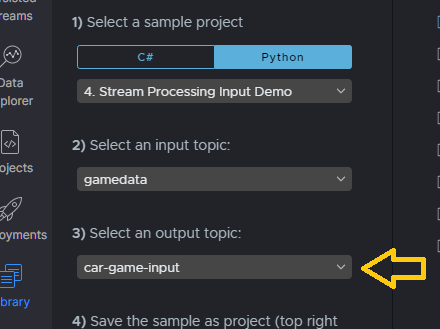 reams
1) Select a sample project
C#
Python
4. Stream Processing Input Demo
Data
plorer
2) Select an input topic:
ojects
gamedata
oyments
3) Select an output topic:
car-game-input
brary
4) Save the sample as project (top right